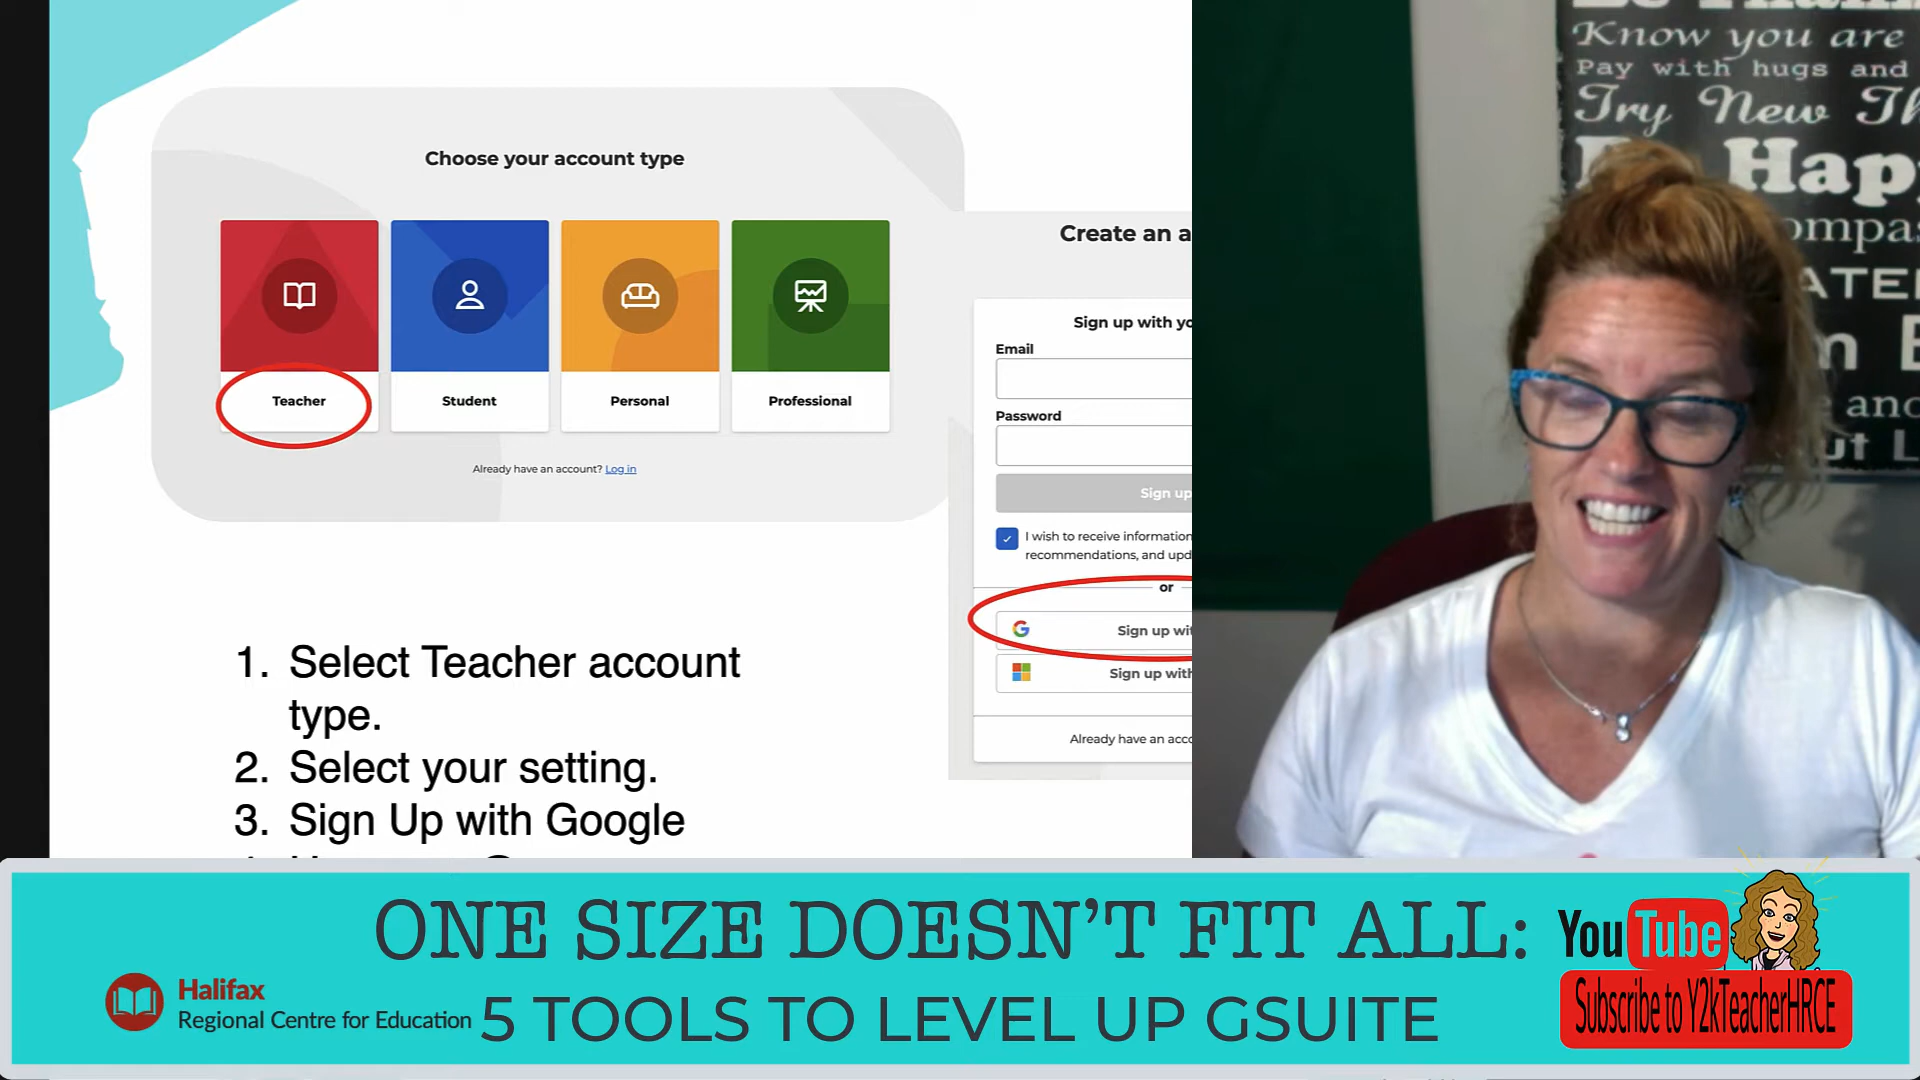 Choose your account type
Teacher
Student
Personal
Professional
Already have an account? Log in
Create an a
Sign up with yo
Email
Password
Sign up
I wish to receive information
recommendations, and upd
or
Sign up wit
Sign up with
Already have an acco
1. Select Teacher account
type.
2. Select your setting.
3. Sign Up with Google
Know you are
Pay with hugs and
Try New Th
Hap
ompas
ATE
m B
e and
ut L
ONE SIZE DOESN'T FIT ALL:
5 TOOLS TO LEVEL UP GSUITE
Halifax
Regional Centre for Education
YouTube
Subscribe to Y2kTeacherHRCE